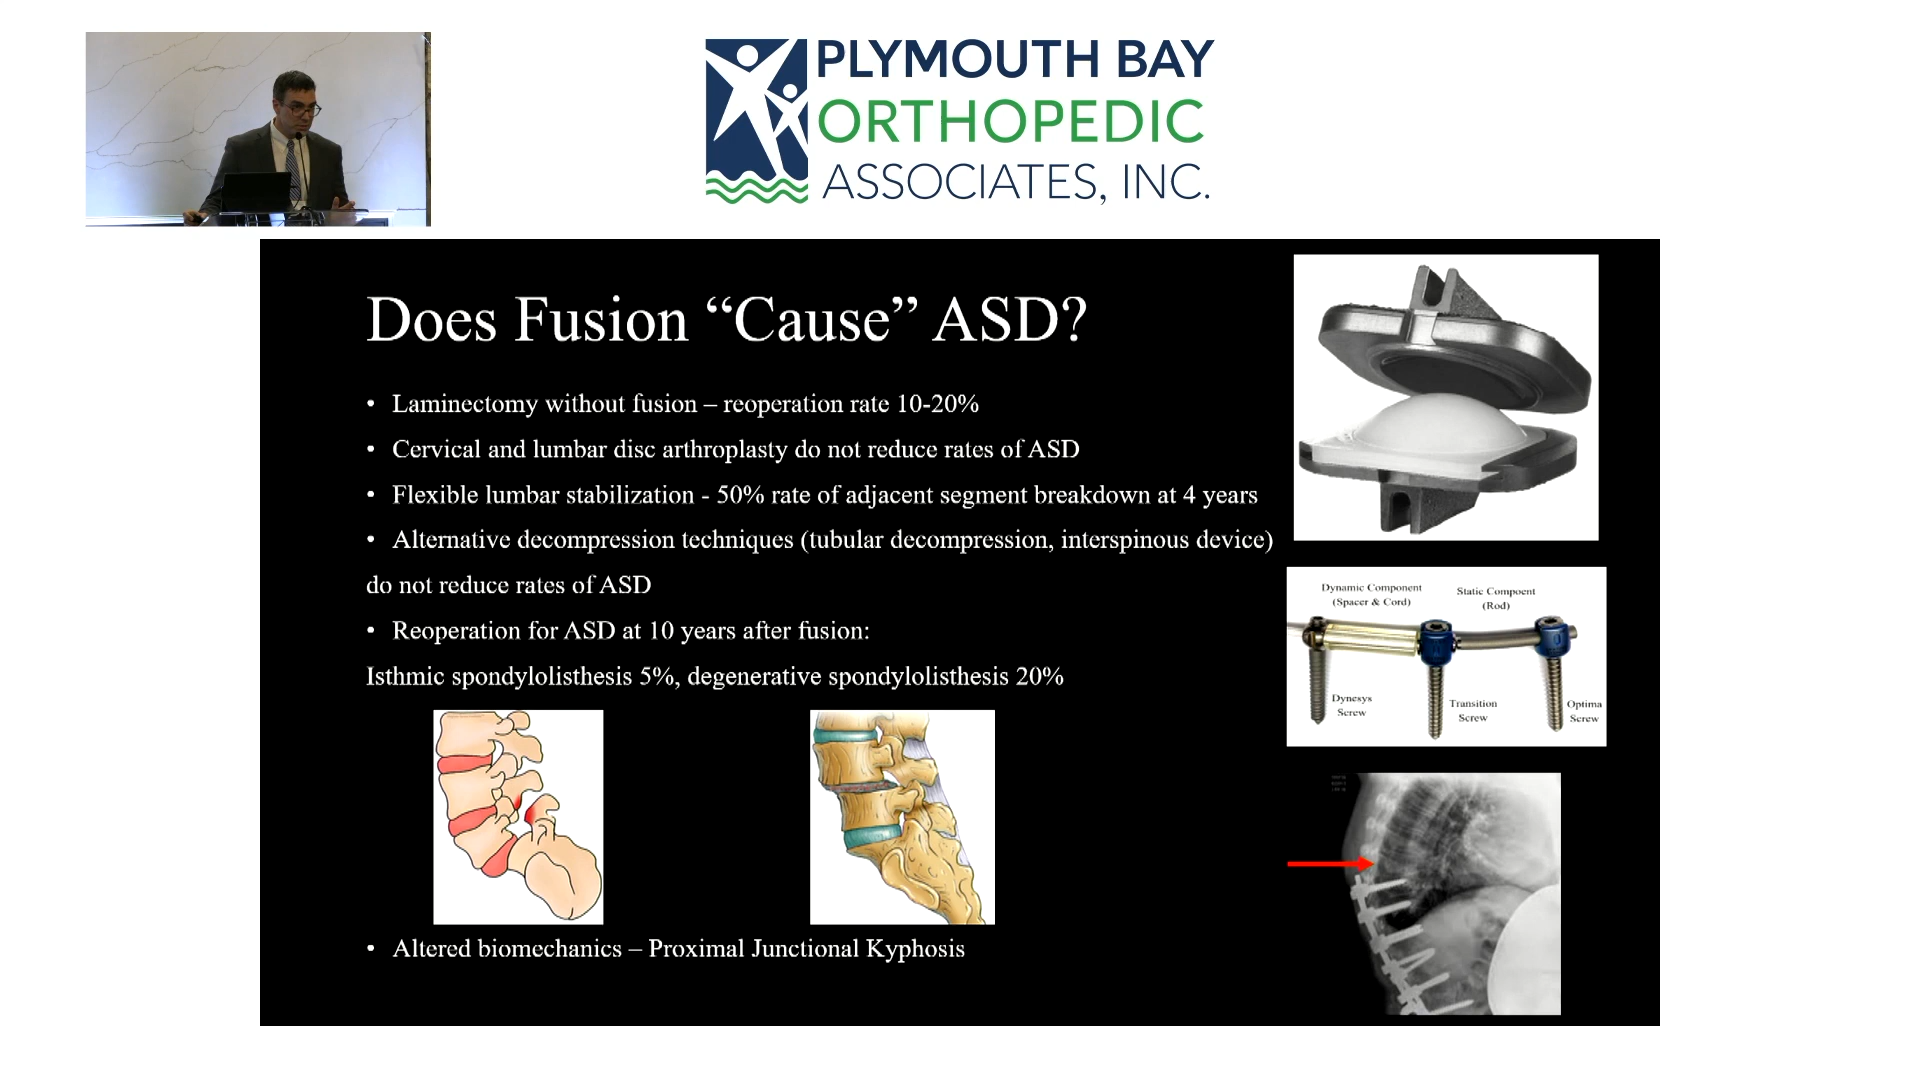 PLYMOUTH BAY
ORTHOPEDIC
ASSOCIATES, INC.
Does Fusion “Cause” ASD?
• Laminectomy without fusion – reoperation rate 10-20%
• Cervical and lumbar disc arthroplasty do not reduce rates of ASD
• Flexible lumbar stabilization - 50% rate of adjacent segment breakdown at 4 years
• Alternative decompression techniques (tubular decompression, interspinous device)
do not reduce rates of ASD
• Reoperation for ASD at 10 years after fusion:
Isthmic spondylolisthesis 5%, degenerative spondylolisthesis 20%
• Altered biomechanics – Proximal Junctional Kyphosis
Dynamic Component
(Spacer & Cord)
Static Compoent
(Rod)
Dynesys
Screw
Transition
Screw
Optima
Screw